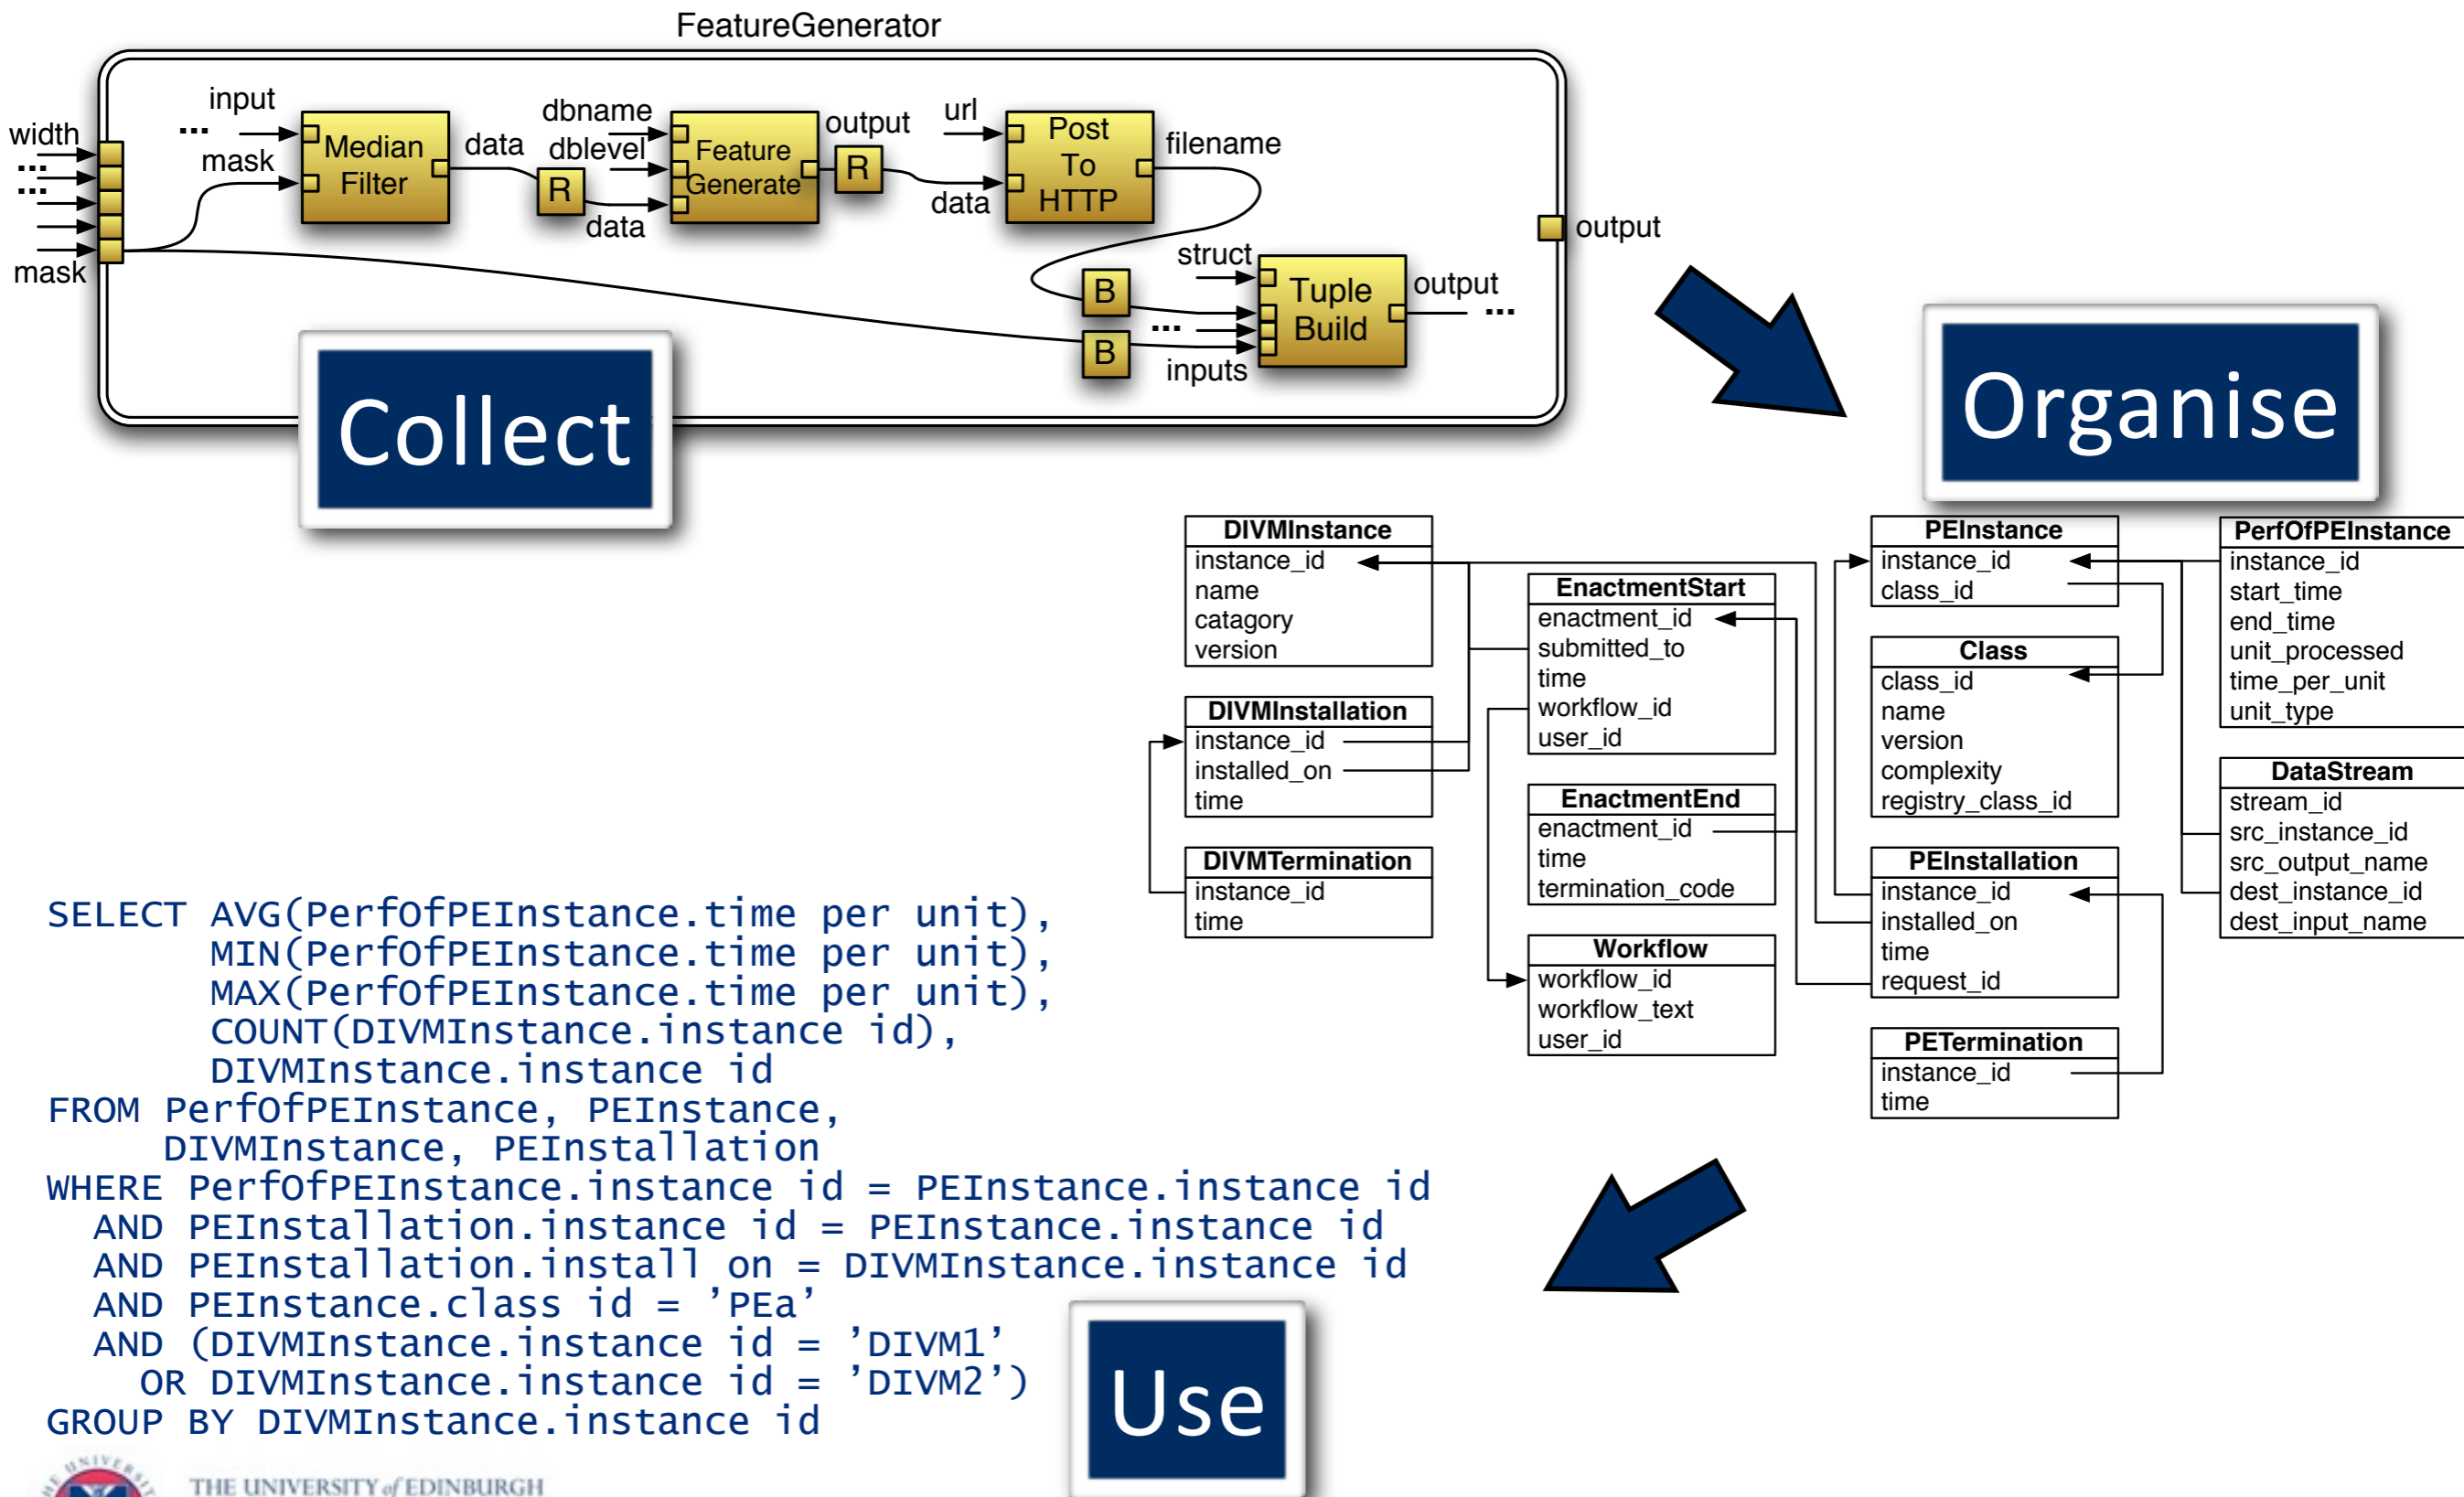 FeatureGenerator
width
...
...
mask
... input
mask
Median
Filter
data
R
dbname
dblevel
data
Feature
Generate
output
R
url
data
Post
To
HTTP
filename
B
B
struct
...
inputs
Tuple
Build
output
...
output
Collect
Organise
DIVMInstance
instance_id
name
catagory
version
DIVMInstallation
instance_id
installed_on
time
DIVMTermination
instance_id
time
EnactmentStart
enactment_id
submitted_to
time
workflow_id
user_id
EnactmentEnd
enactment_id
time
termination_code
Workflow
workflow_id
workflow_text
user_id
PEInstance
instance_id
class_id
Class
class_id
name
version
complexity
registry_class_id
PEInstallation
instance_id
installed_on
time
request_id
PETermination
instance_id
time
PerfOfPEInstance
instance_id
start_time
end_time
unit_processed
time_per_unit
unit_type
DataStream
stream_id
src_instance_id
src_output_name
dest_instance_id
dest_input_name
SELECT AVG(PerfOfPEInstance.time per unit),
MIN(PerfOfPEInstance.time per unit),
MAX(PerfOfPEInstance.time per unit),
COUNT(DIVMInstance.instance id),
DIVMInstance.instance id
FROM PerfOfPEInstance, PEInstance,
DIVMInstance, PEInstallation
WHERE PerfOfPEInstance.instance id = PEInstance.instance id
AND PEInstallation.instance id = PEInstance.instance id
AND PEInstallation.install on = DIVMInstance.instance id
AND PEInstance.class id = ’PEa’
AND (DIVMInstance.instance id = ’DIVM1’
OR DIVMInstance.instance id = ’DIVM2’)
GROUP BY DIVMInstance.instance id
Use
THE UNIVERSITY of EDINBURGH